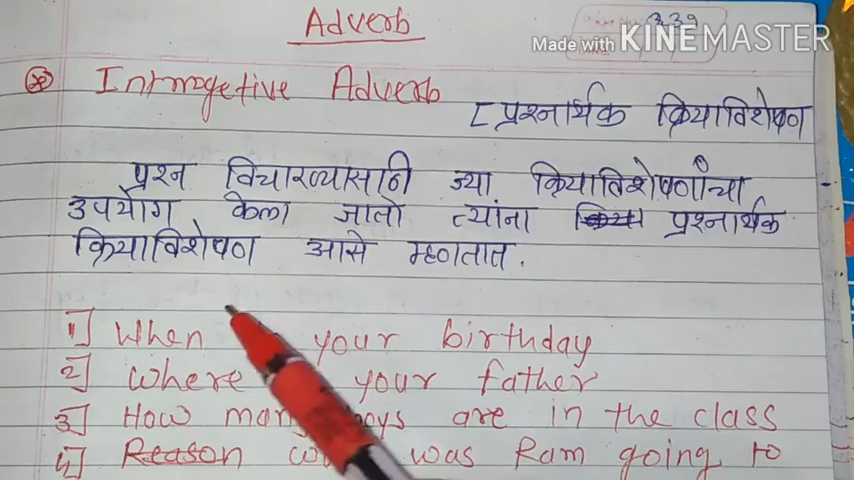 Adverb
339
Made with KINEMASTER
Intrrogetive Adverb
[ प्रश्नार्थक क्रियाविशेषण
प्रश्न विचारण्यासाठी ज्या क्रियाविशेषणांचा
उपयोग केला जातो त्यांना प्रश्नार्थक
क्रियाविशेषण आसे म्हणतात.
1] When your birthday
2] Where your father
3] How many boys are in the class
4] Reason was Ram going to